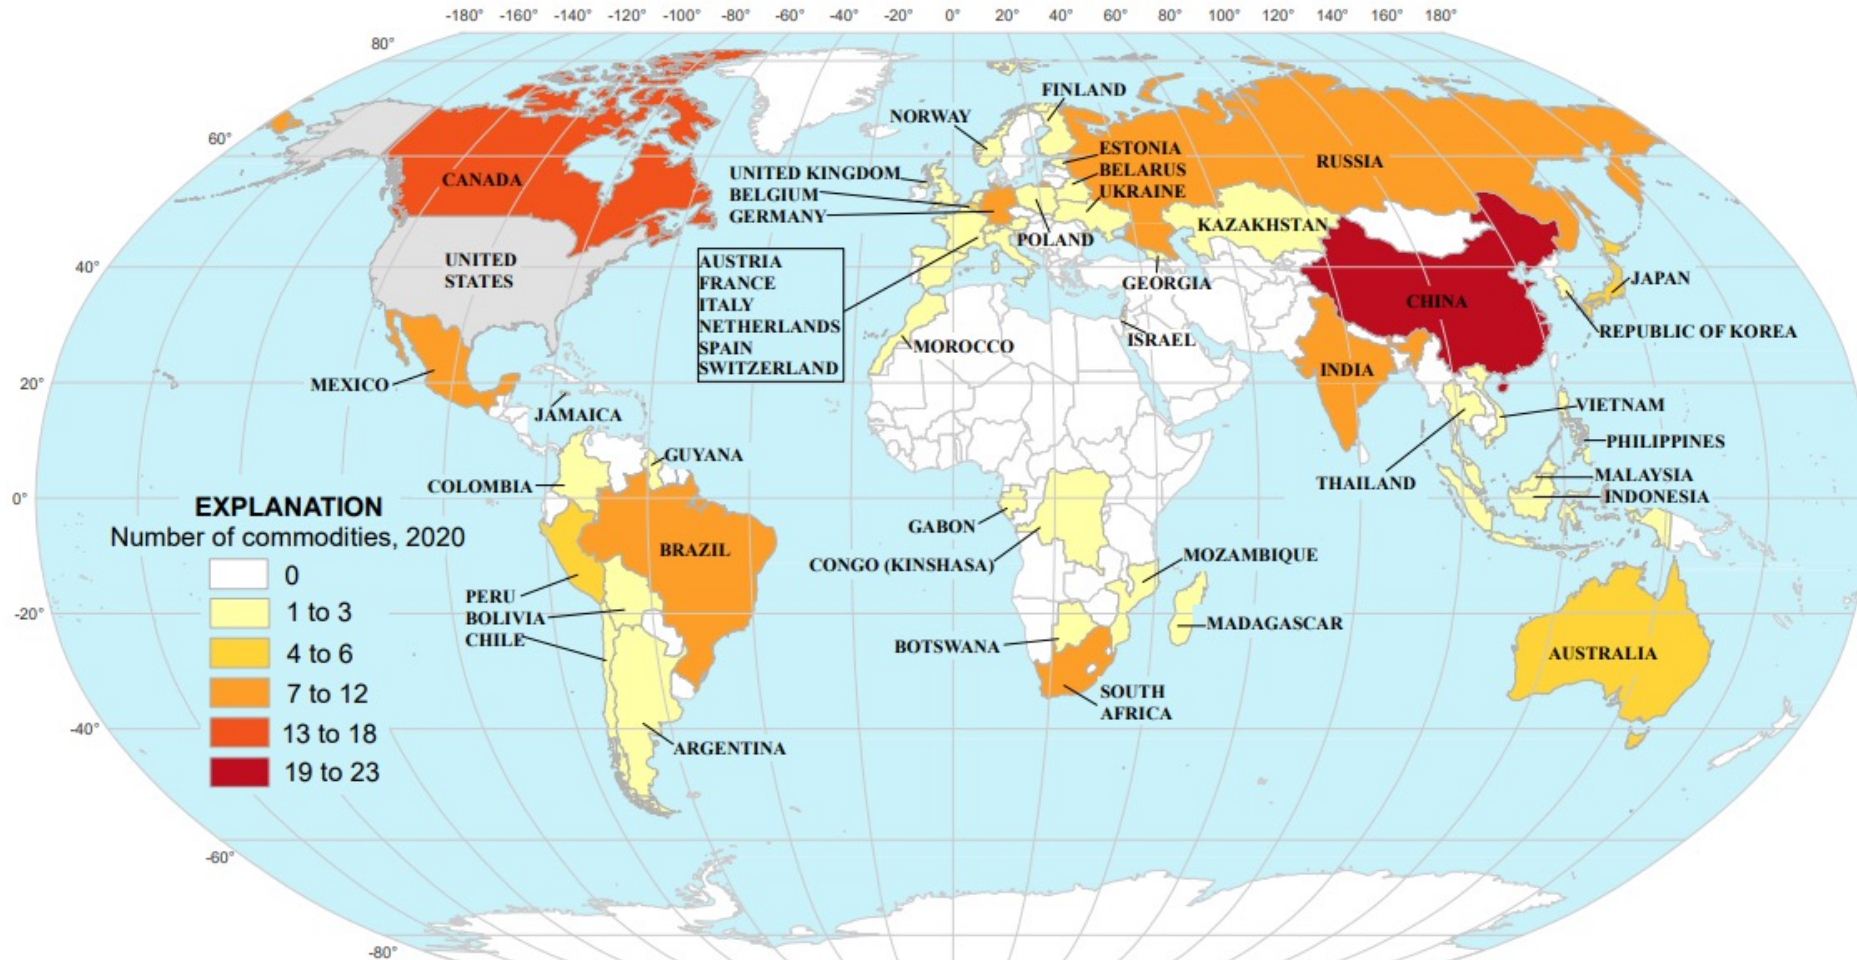 -180° -160° -140° -120° -100° -80° -60° -40° -20° 0° 20° 40° 60° 80° 100° 120° 140° 160° 180°
80°
60°
40°
20°
0°
-20°
-40°
-60°
-80°
CANADA
UNITED
STATES
MEXICO
JAMAICA
GUYANA
COLOMBIA
BRAZIL
PERU
BOLIVIA
CHILE
ARGENTINA
NORWAY
FINLAND
UNITED KINGDOM
BELGIUM
GERMANY
ESTONIA
BELARUS
UKRAINE
POLAND
AUSTRIA
FRANCE
ITALY
NETHERLANDS
SPAIN
SWITZERLAND
RUSSIA
KAZAKHSTAN
GEORGIA
ISRAEL
MOROCCO
CHINA
JAPAN
REPUBLIC OF KOREA
INDIA
VIETNAM
PHILIPPINES
THAILAND
MALAYSIA
INDONESIA
GABON
CONGO (KINSHASA)
MOZAMBIQUE
MADAGASCAR
BOTSWANA
SOUTH
AFRICA
AUSTRALIA
EXPLANATION
Number of commodities, 2020
0
1 to 3
4 to 6
7 to 12
13 to 18
19 to 23